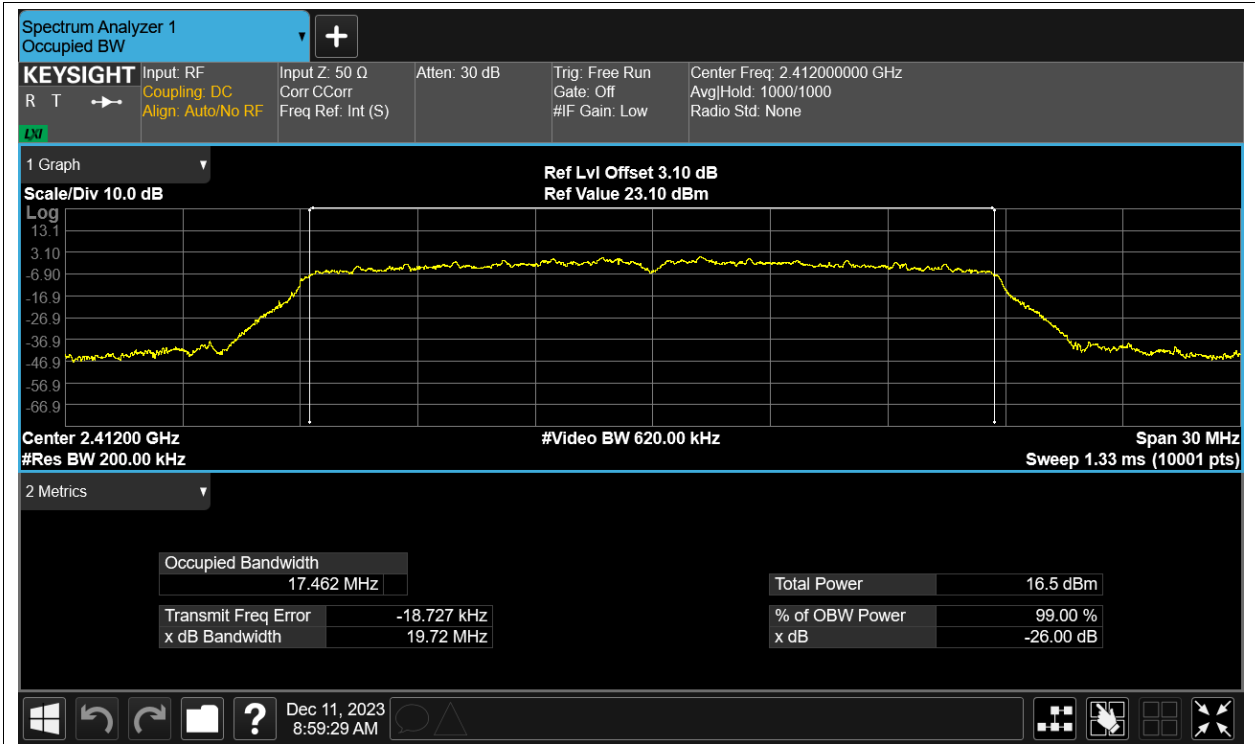 Spectrum Analyzer 1
Occupied BW
KEYSIGHT
R T
LXI
Input: RF
Coupling: DC
Align: Auto/No RF
Input Z: 50 Ω
Corr CCorr
Freq Ref: Int (S)
Atten: 30 dB
Trig: Free Run
Gate: Off
#IF Gain: Low
Center Freq: 2.412000000 GHz
Avg|Hold: 1000/1000
Radio Std: None
1 Graph
Scale/Div 10.0 dB
Ref Lvl Offset 3.10 dB
Ref Value 23.10 dBm
Log
13.1
3.10
-6.90
-16.9
-26.9
-36.9
-46.9
-56.9
-66.9
Center 2.41200 GHz
#Res BW 200.00 kHz
#Video BW 620.00 kHz
Span 30 MHz
Sweep 1.33 ms (10001 pts)
2 Metrics
Occupied Bandwidth
17.462 MHz
Transmit Freq Error -18.727 kHz
x dB Bandwidth 19.72 MHz
Total Power 16.5 dBm
% of OBW Power 99.00 %
x dB -26.00 dB
?
Dec 11, 2023
8:59:29 AM